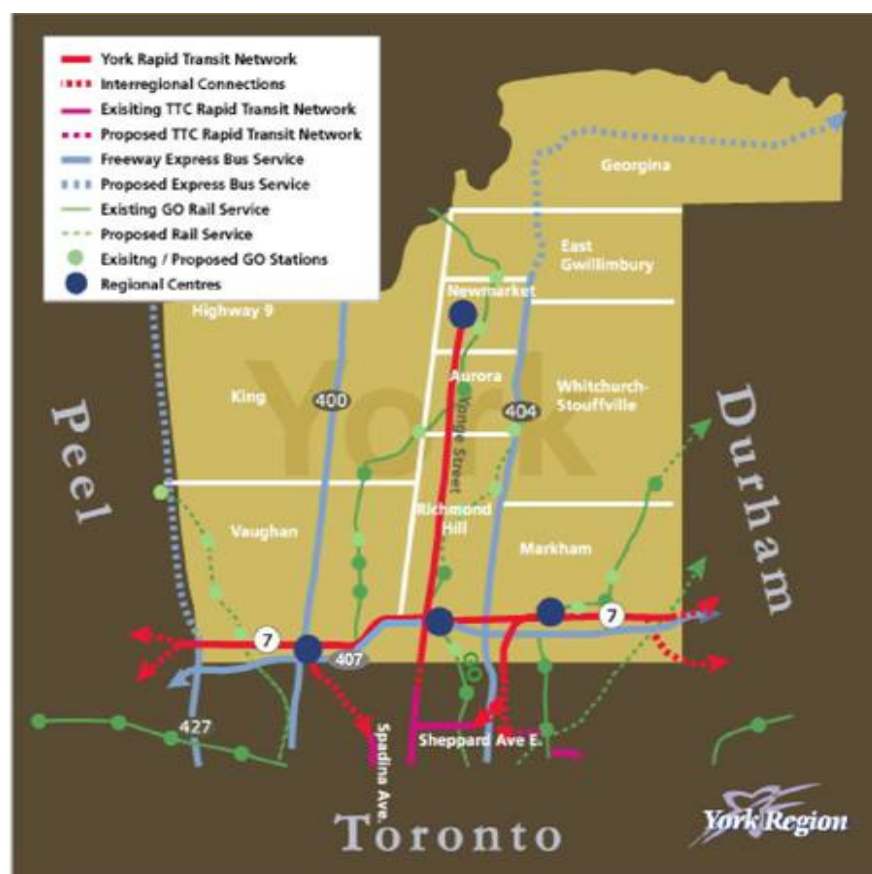 York Rapid Transit Network
Interregional Connections
Exisiting TTC Rapid Transit Network
Proposed TTC Rapid Transit Network
Freeway Express Bus Service
Proposed Express Bus Service
Existing GO Rail Service
Proposed Rail Service
Exisitng / Proposed GO Stations
Regional Centres
Georgina
East
Gwillimbury
Newmarket
Highway 9
Aurora
King
400
404
Whitchurch-
Stouffville
York
Yonge Street
Peel
Durham
Vaughan
Richmond
Hill
Markham
7
7
407
GO
427
Spadina Ave.
Sheppard Ave E.
Toronto
York Region